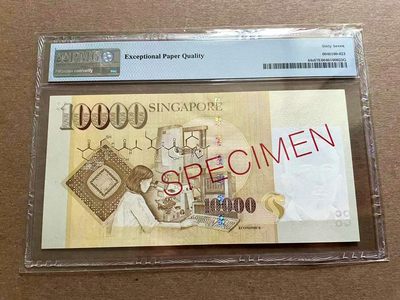 Exceptional Paper Quality
Sixty seven
10000
SINGAPORE
SPECIMEN
10000
ECONOMICS